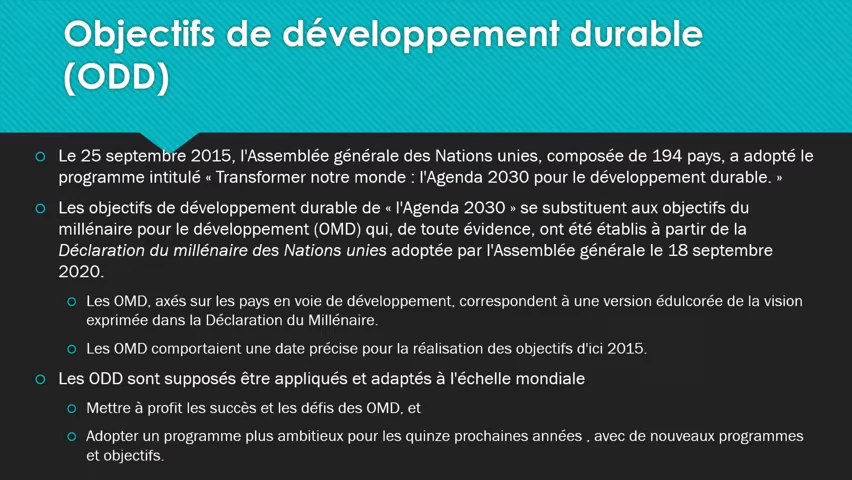 Objectifs de développement durable
(ODD)
Le 25 septembre 2015, l'Assemblée générale des Nations unies, composée de 194 pays, a adopté le
programme intitulé « Transformer notre monde : l'Agenda 2030 pour le développement durable. »
Les objectifs de développement durable de « l'Agenda 2030 » se substituent aux objectifs du
millénaire pour le développement (OMD) qui, de toute évidence, ont été établis à partir de la
Déclaration du millénaire des Nations unies adoptée par l'Assemblée générale le 18 septembre
2020.
Les OMD, axés sur les pays en voie de développement, correspondent à une version édulcorée de la vision
exprimée dans la Déclaration du Millénaire.
Les OMD comportaient une date précise pour la réalisation des objectifs d'ici 2015.
Les ODD sont supposés être appliqués et adaptés à l'échelle mondiale
Mettre à profit les succès et les défis des OMD, et
Adopter un programme plus ambitieux pour les quinze prochaines années , avec de nouveaux programmes
et objectifs.